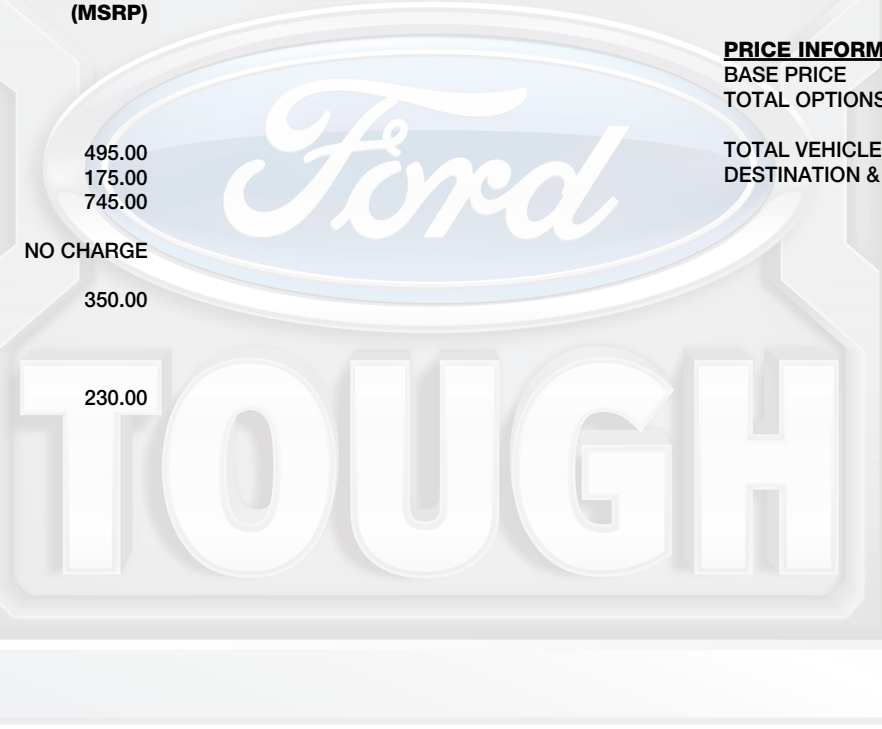 (MSRP)
495.00
175.00
745.00
NO CHARGE
350.00
230.00
PRICE INFORM
BASE PRICE
TOTAL OPTIONS
TOTAL VEHICLE
DESTINATION &
Ford
TOUGH